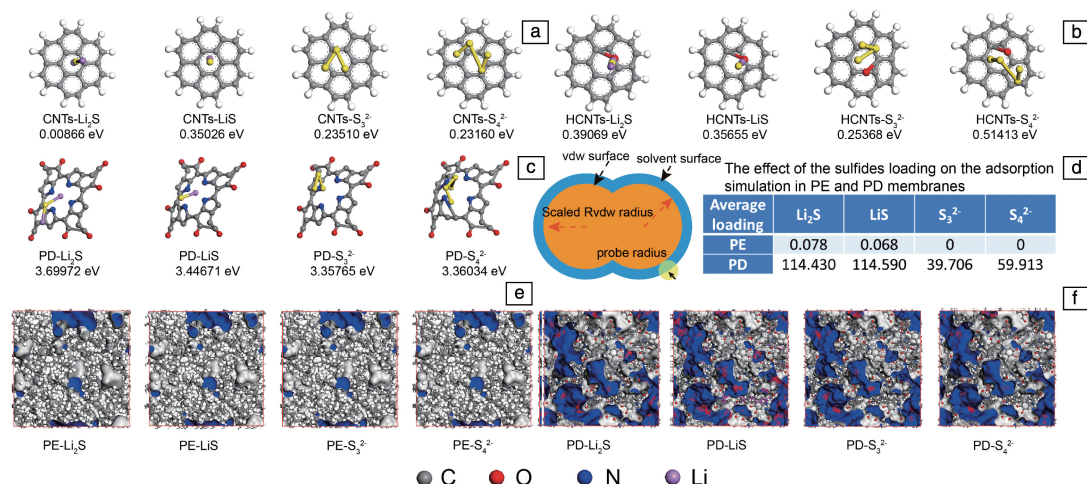 a
b
CNTs-Li₂S
CNTs-LiS
CNTs-S₃²⁻
CNTs-S₄²⁻
HCNTs-Li₂S
HCNTs-LiS
HCNTs-S₃²⁻
HCNTs-S₄²⁻
0.00866 eV
0.35026 eV
0.23510 eV
0.23160 eV
0.39069 eV
0.35655 eV
0.25368 eV
0.51413 eV
c
d
PD-Li₂S
PD-LiS
PD-S₃²⁻
PD-S₄²⁻
3.69972 eV
3.44671 eV
3.35765 eV
3.36034 eV
vdw surface
solvent surface
Scaled Rvdw radius
probe radius
The effect of the sulfides loading on the adsorption
simulation in PE and PD membranes
Average loading Li₂S LiS S₃²⁻ S₄²⁻
PE 0.078 0.068 0 0
PD 114.430 114.590 39.706 59.913
e
f
PE-Li₂S
PE-LiS
PE-S₃²⁻
PE-S₄²⁻
PD-Li₂S
PD-LiS
PD-S₃²⁻
PD-S₄²⁻
C O N Li